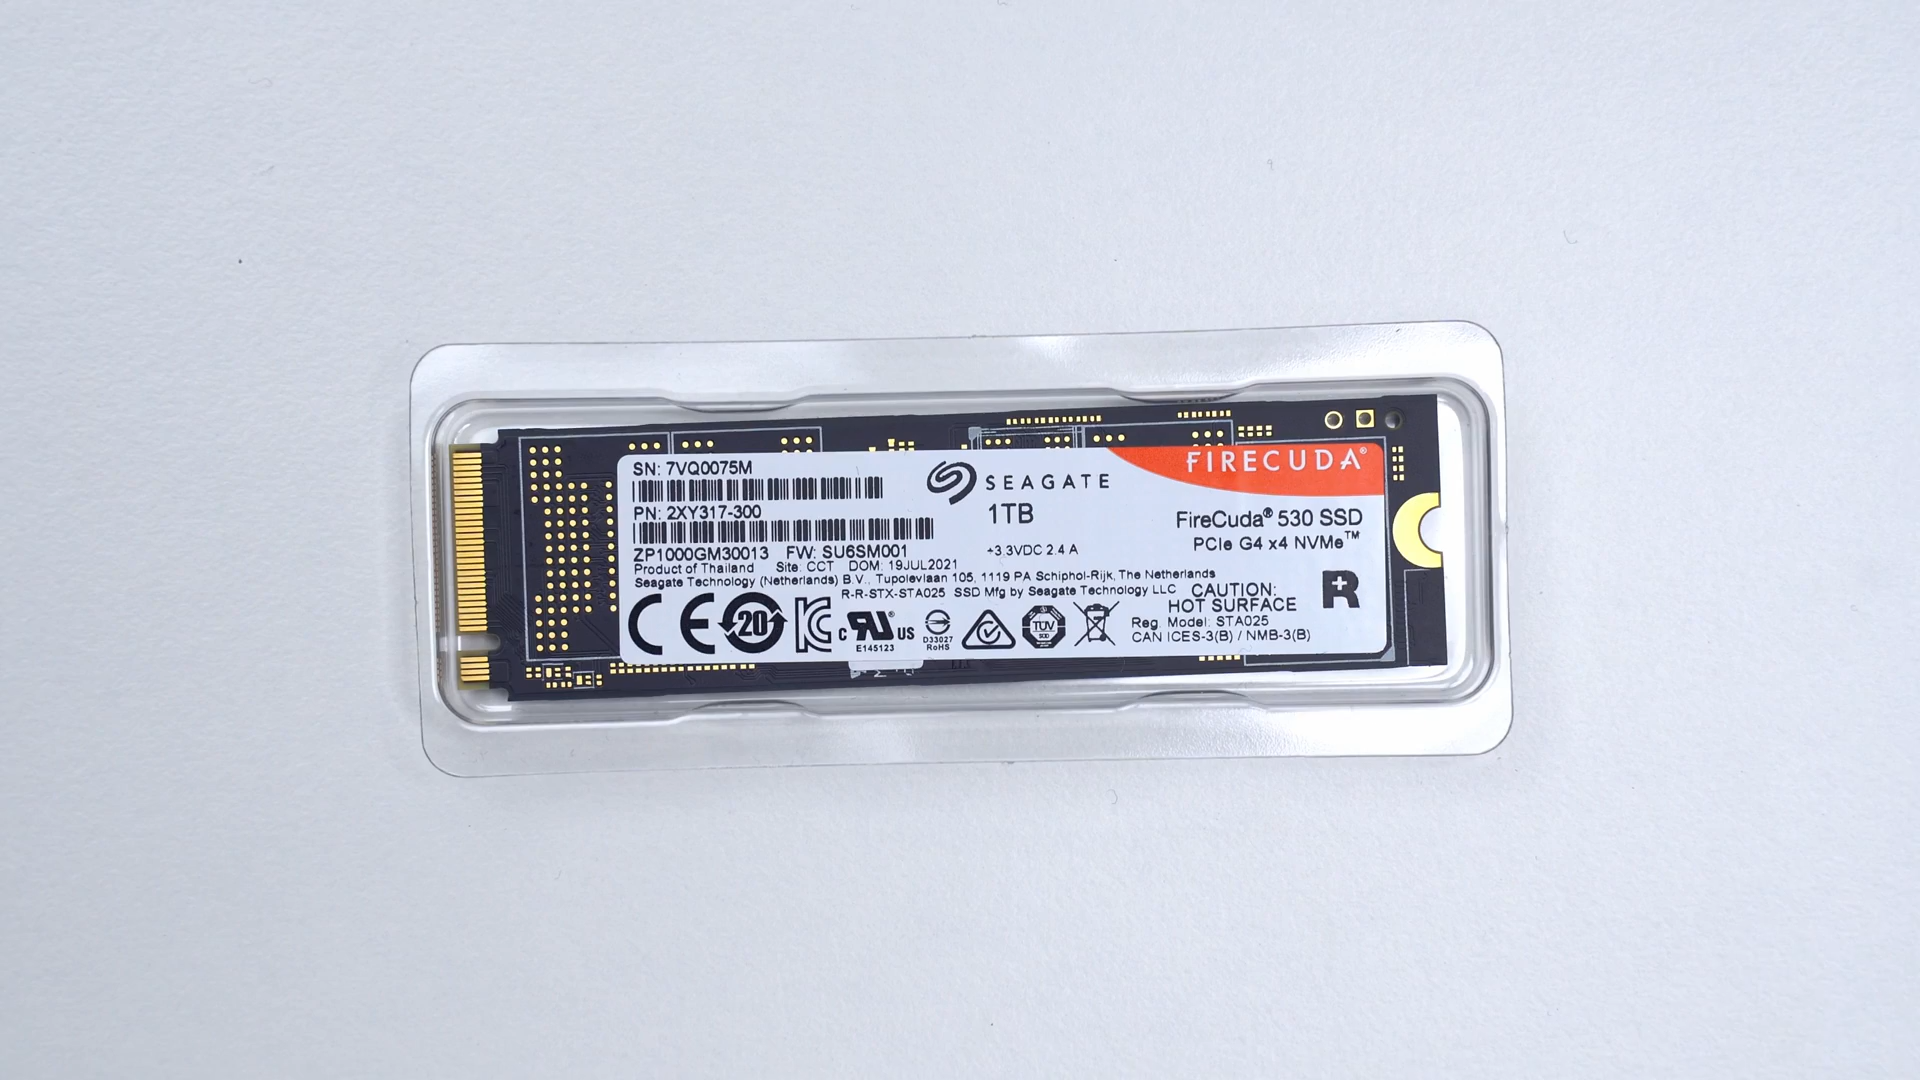 SN: 7VQ0075M
SEAGATE
FIRECUDA®
PN: 2XY317-300
1TB
FireCuda® 530 SSD
ZP1000GM30013 FW: SU6SM001
+3.3VDC 2.4 A
PCIe G4 x4 NVMe™
Product of Thailand Site: CCT DOM: 19JUL2021
Seagate Technology (Netherlands) B.V., Tupolevlaan 105, 1119 PA Schiphol-Rijk, The Netherlands
R-R-STX-STA025 SSD Mfg by Seagate Technology LLC
CAUTION:
HOT SURFACE
R
CE
20
KC
c RU® US
E145123
D33027
RoHS
TÜV
SÜD
Reg. Model: STA025
CAN ICES-3(B) / NMB-3(B)